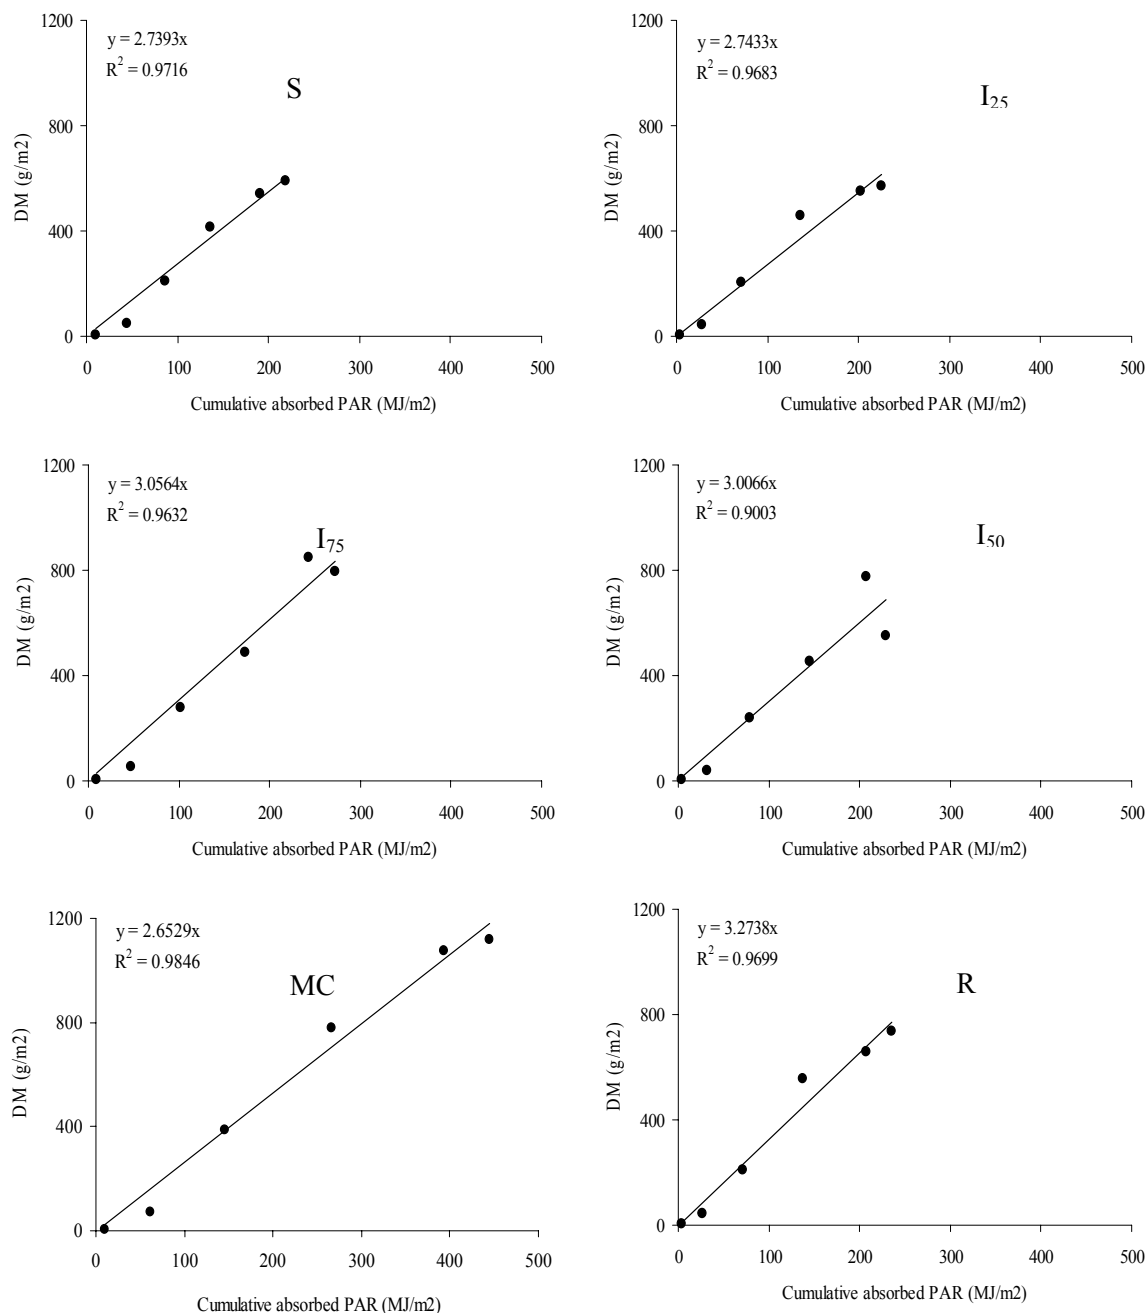 1200
y = 2.7393x
R² = 0.9716
S
800
DM (g/m2)
400
0
0 100 200 300 400 500
Cumulative absorbed PAR (MJ/m2)
1200
y = 2.7433x
R² = 0.9683
I₂₅
800
DM (g/m2)
400
0
0 100 200 300 400 500
Cumulative absorbed PAR (MJ/m2)
1200
y = 3.0564x
R² = 0.9632
I₇₅
800
DM (g/m2)
400
0
0 100 200 300 400 500
Cumulative absorbed PAR (MJ/m2)
1200
y = 3.0066x
R² = 0.9003
I₅₀
800
DM (g/m2)
400
0
0 100 200 300 400 500
Cumulative absorbed PAR (MJ/m2)
1200
y = 2.6529x
R² = 0.9846
MC
800
DM (g/m2)
400
0
0 100 200 300 400 500
Cumulative absorbed PAR (MJ/m2)
1200
y = 3.2738x
R² = 0.9699
R
800
DM (g/m2)
400
0
0 100 200 300 400 500
Cumulative absorbed PAR (MJ/m2)